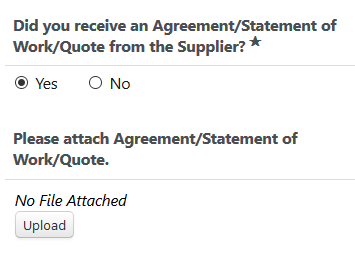 Did you receive an Agreement/Statement of
Work/Quote from the Supplier? ★
Yes No
Please attach Agreement/Statement of
Work/Quote.
No File Attached
Upload